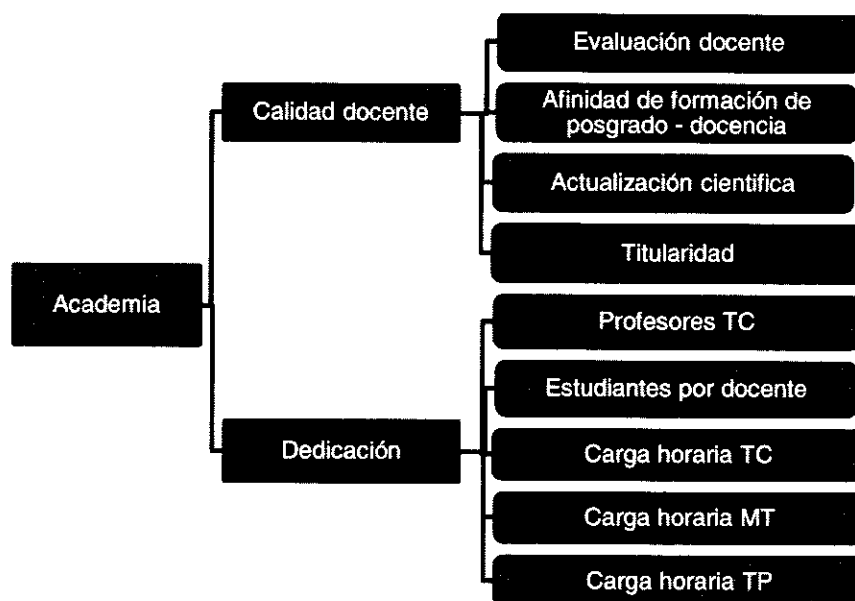 Academia
Calidad docente
Evaluación docente
Afinidad de formación de
posgrado - docencia
Actualización cientifica
Titularidad
Dedicación
Profesores TC
Estudiantes por docente
Carga horaria TC
Carga horaria MT
Carga horaria TP